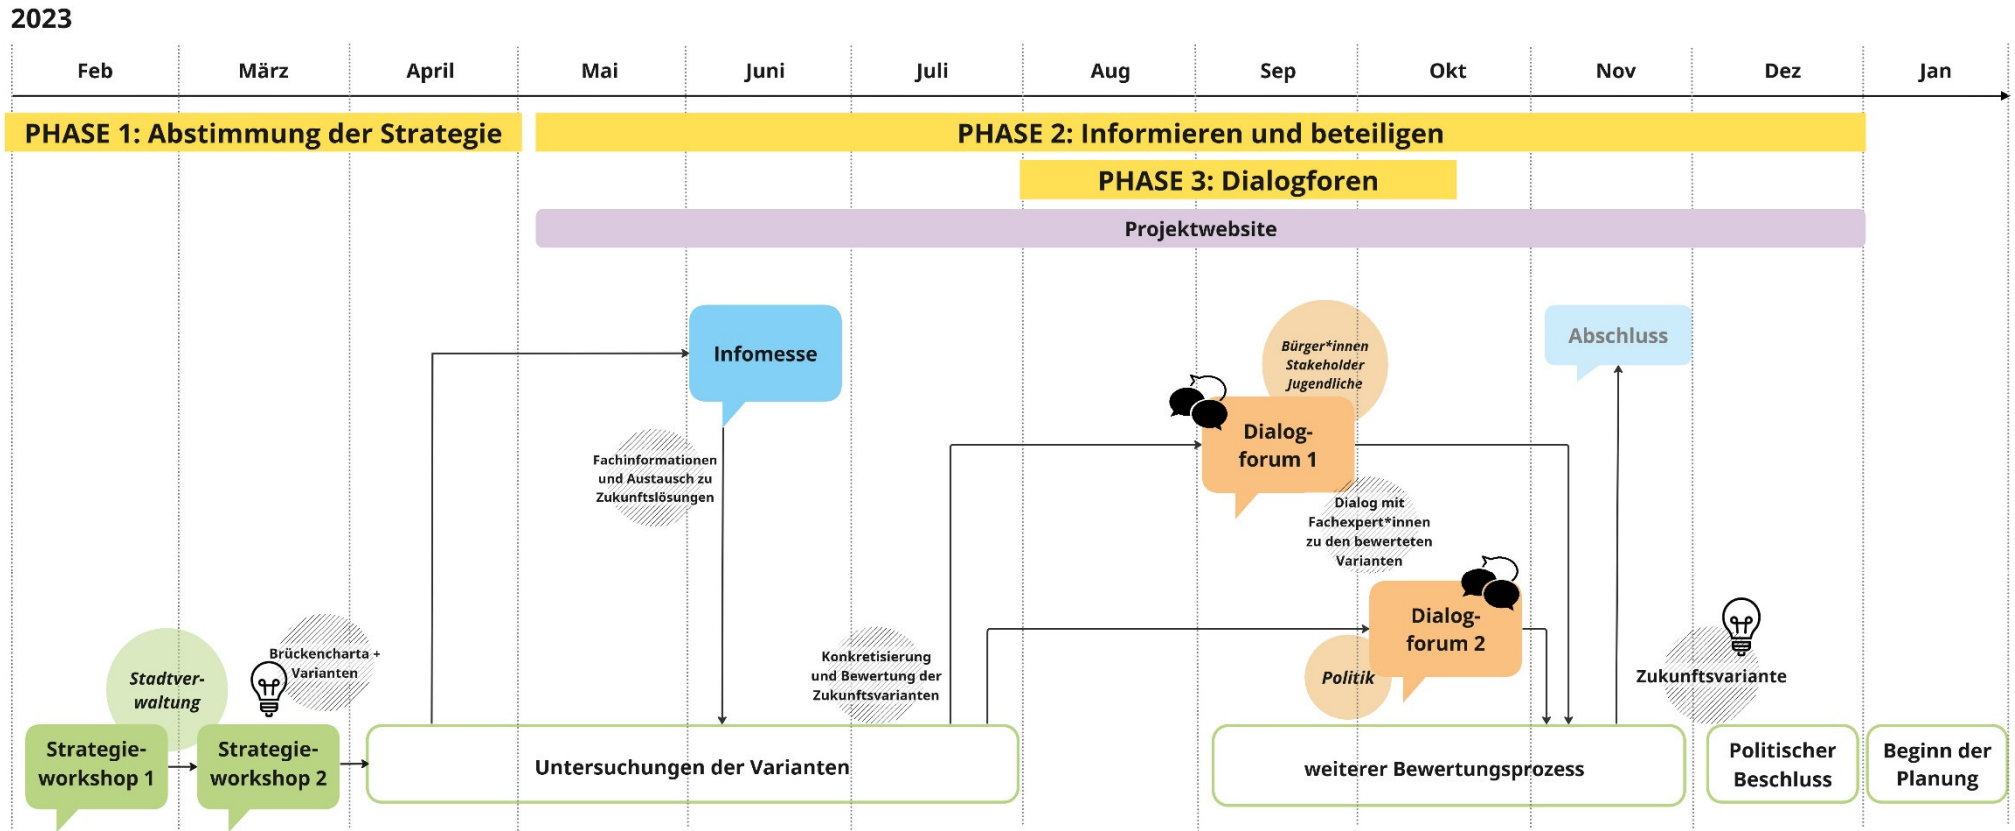 2023
Feb
März
April
Mai
Juni
Juli
Aug
Sep
Okt
Nov
Dez
Jan
PHASE 1: Abstimmung der Strategie
PHASE 2: Informieren und beteiligen
PHASE 3: Dialogforen
Projektwebsite
Infomesse
Fachinformationen
und Austausch zu
Zukunftslösungen
Bürger*innen
Stakeholder
Jugendliche
Dialog-
forum 1
Abschluss
Dialog mit
Fachexpert*innen
zu den bewerteten
Varianten
Dialog-
forum 2
Politik
Stadtver-
waltung
Brückencharta +
Varianten
Konkretisierung
und Bewertung der
Zukunftsvarianten
Zukunftsvariante
Strategie-
workshop 1
Strategie-
workshop 2
Untersuchungen der Varianten
weiterer Bewertungsprozess
Politischer
Beschluss
Beginn der
Planung